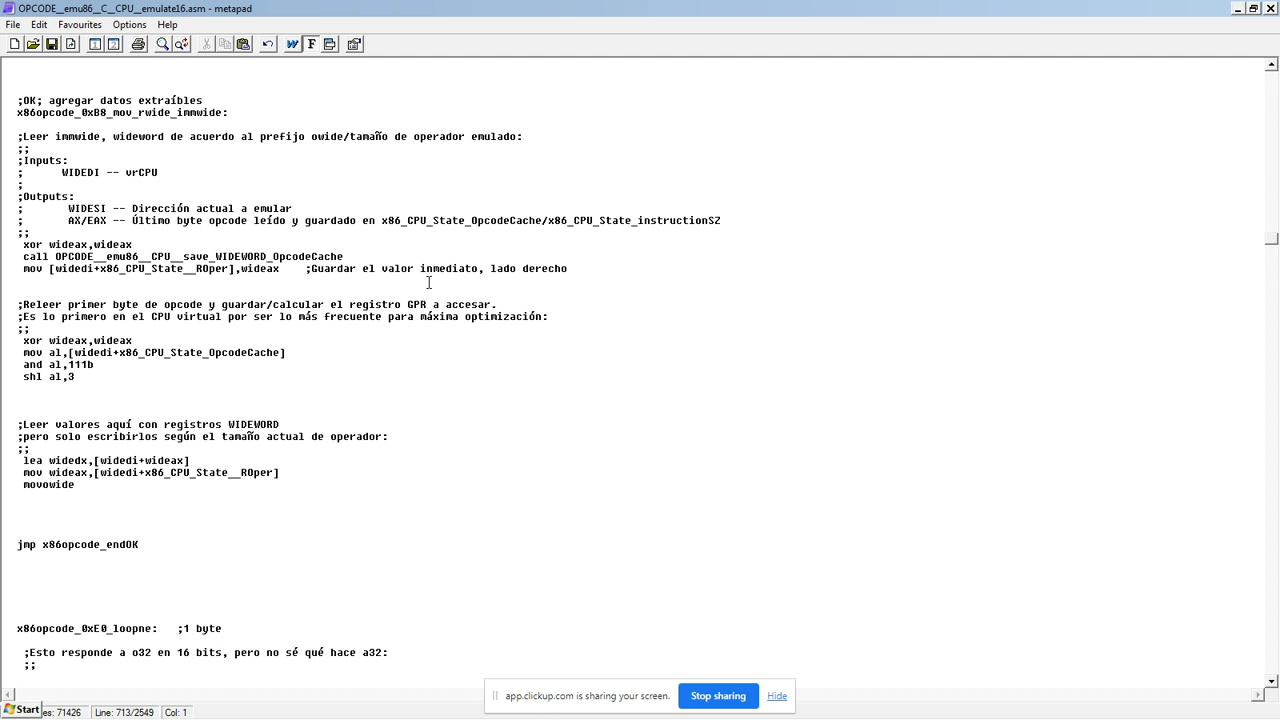 OPCODE__emu86__C__CPU__emulate16.asm - metapad
File Edit Favourites Options Help
;OK; agregar datos extraíbles
x86opcode_0xB8_mov_rwide_immwide:
;Leer immwide, wideword de acuerdo al prefijo owide/tamaño de operador emulado:
;;
;Inputs:
; WIDEDI -- vrCPU
;
;Outputs:
; WIDESI -- Dirección actual a emular
; AX/EAX -- Último byte opcode leído y guardado en x86_CPU_State_OpcodeCache/x86_CPU_State_instructionSZ
;;
xor wideax,wideax
call OPCODE__emu86__CPU__save_WIDEWORD_OpcodeCache
mov [widedi+x86_CPU_State__ROper],wideax ;Guardar el valor inmediato, lado derecho
;Releer primer byte de opcode y guardar/calcular el registro GPR a accesar.
;Es lo primero en el CPU virtual por ser lo más frecuente para máxima optimización:
;;
xor wideax,wideax
mov al,[widedi+x86_CPU_State_OpcodeCache]
and al,111b
shl al,3
;Leer valores aquí con registros WIDEWORD
;pero solo escribirlos según el tamaño actual de operador:
;;
lea widedx,[widedi+wideax]
mov wideax,[widedi+x86_CPU_State__ROper]
movowide
jmp x86opcode_endOK
x86opcode_0xE0_loopne: ;1 byte
;Esto responde a o32 en 16 bits, pero no sé qué hace a32:
;;
app.clickup.com is sharing your screen. Stop sharing Hide
Start es: 71426 Line: 713/2549 Col: 1